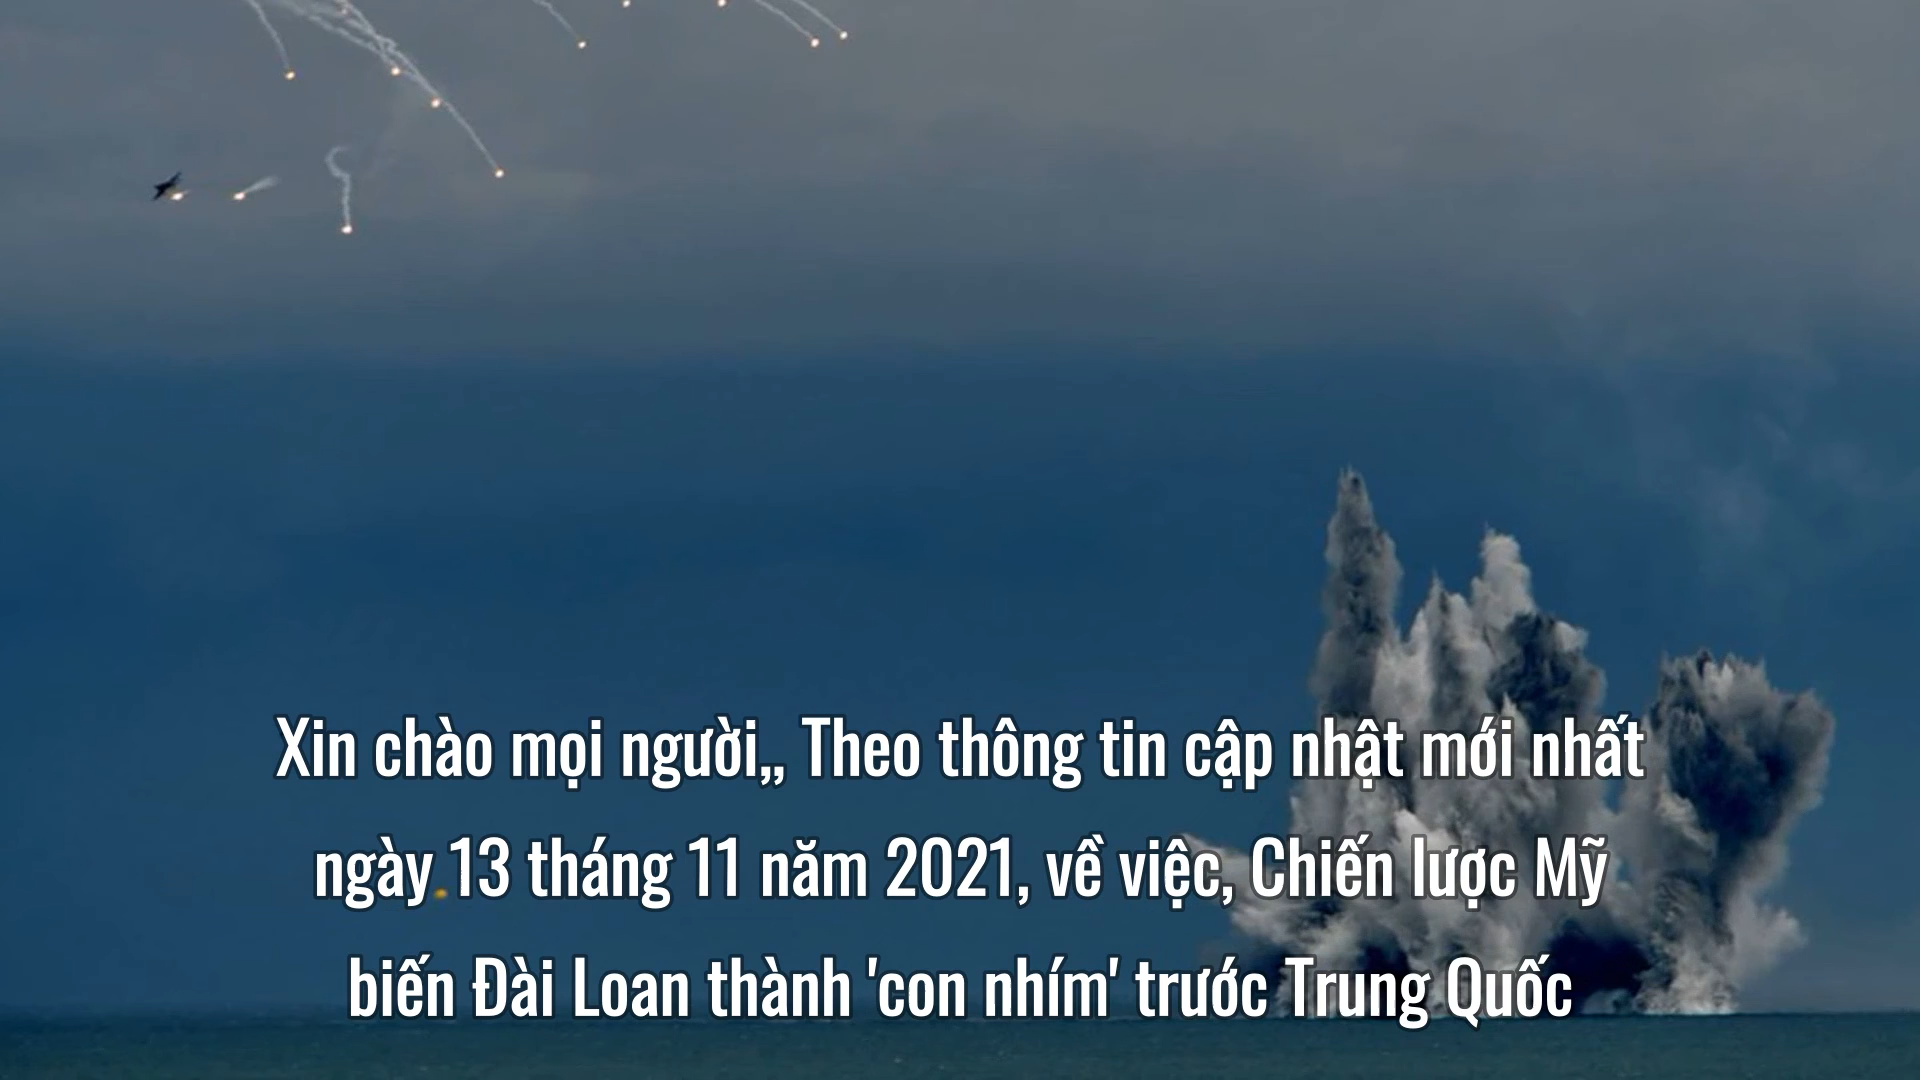 Xin chào mọi người,, Theo thông tin cập nhật mới nhất
ngày 13 tháng 11 năm 2021, về việc, Chiến lược Mỹ
biến Đài Loan thành 'con nhím' trước Trung Quốc